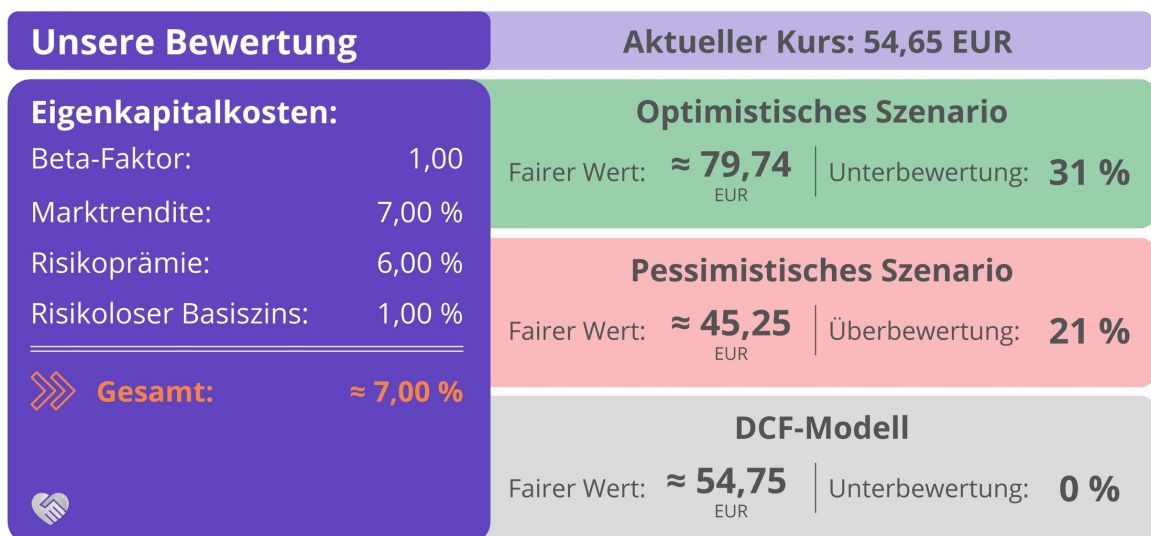 Unsere Bewertung
Aktueller Kurs: 54,65 EUR
Eigenkapitalkosten:
Beta-Faktor: 1,00
Marktrendite: 7,00 %
Risikoprämie: 6,00 %
Risikoloser Basiszins: 1,00 %
Gesamt: ≈ 7,00 %
Optimistisches Szenario
Fairer Wert: ≈ 79,74 EUR Unterbewertung: 31 %
Pessimistisches Szenario
Fairer Wert: ≈ 45,25 EUR Überbewertung: 21 %
DCF-Modell
Fairer Wert: ≈ 54,75 EUR Unterbewertung: 0 %